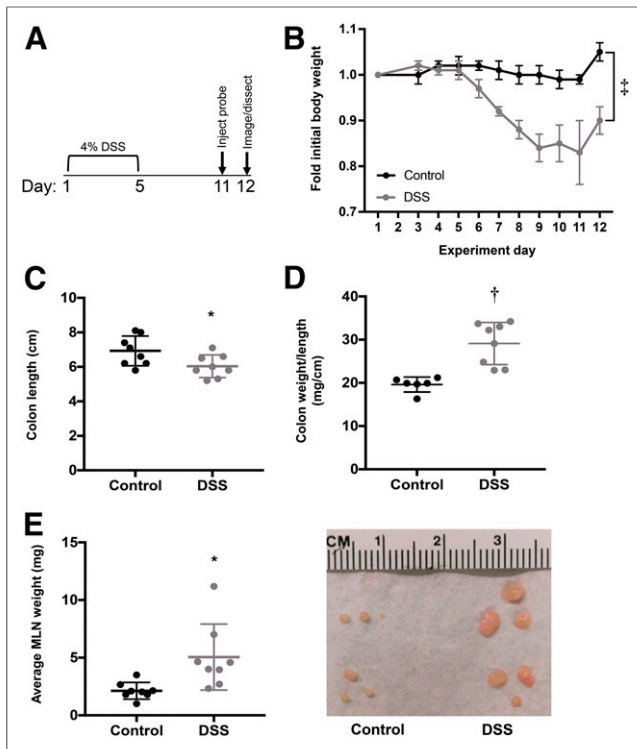 A
4% DSS
Inject probe
Image/dissect
Day: 1 5 11 12
B
Fold initial body weight
1.1
1.0
0.9
0.8
0.7
Control
DSS
‡
1 2 3 4 5 6 7 8 9 10 11 12
Experiment day
C
Colon length (cm)
8
6
4
2
0
*
Control DSS
D
Colon weight/length
(mg/cm)
40
30
20
10
0
†
Control DSS
E
Average MLN weight (mg)
15
10
5
0
*
Control DSS
CM 1 2 3
Control DSS